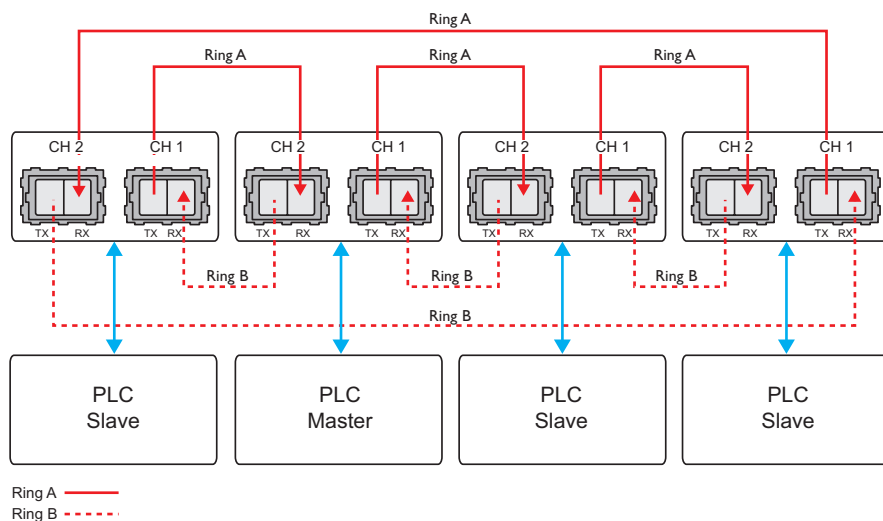 Ring A
Ring A
Ring A
Ring A
CH 2
CH 1
CH 2
CH 1
CH 2
CH 1
CH 2
CH 1
TX
RX
TX
RX
TX
RX
TX
RX
TX
RX
TX
RX
TX
RX
TX
RX
Ring B
Ring B
Ring B
Ring B
PLC
Slave
PLC
Master
PLC
Slave
PLC
Slave
Ring A
Ring B